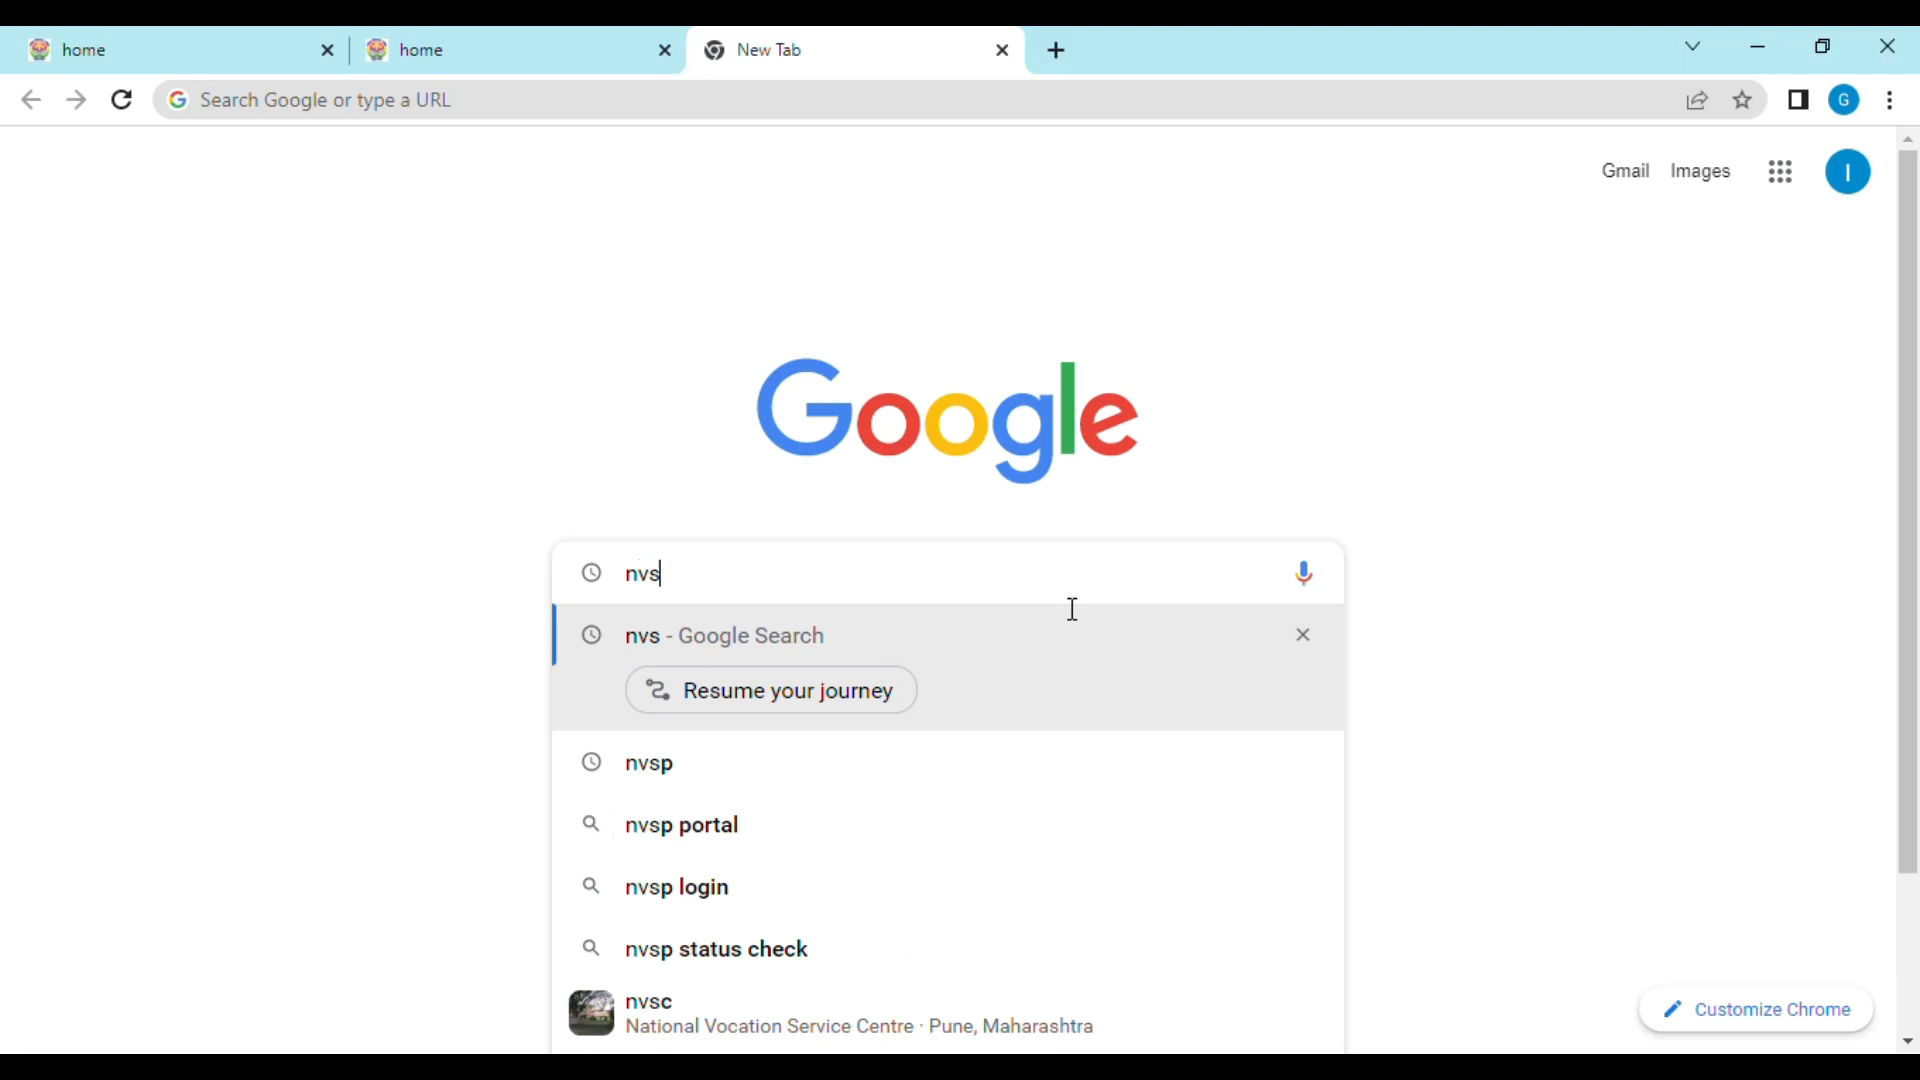 home
home
New Tab
Search Google or type a URL
G
Gmail Images
I
Google
nvs
nvs - Google Search
Resume your journey
nvsp
nvsp portal
nvsp login
nvsp status check
nvsc
National Vocation Service Centre · Pune, Maharashtra
Customize Chrome